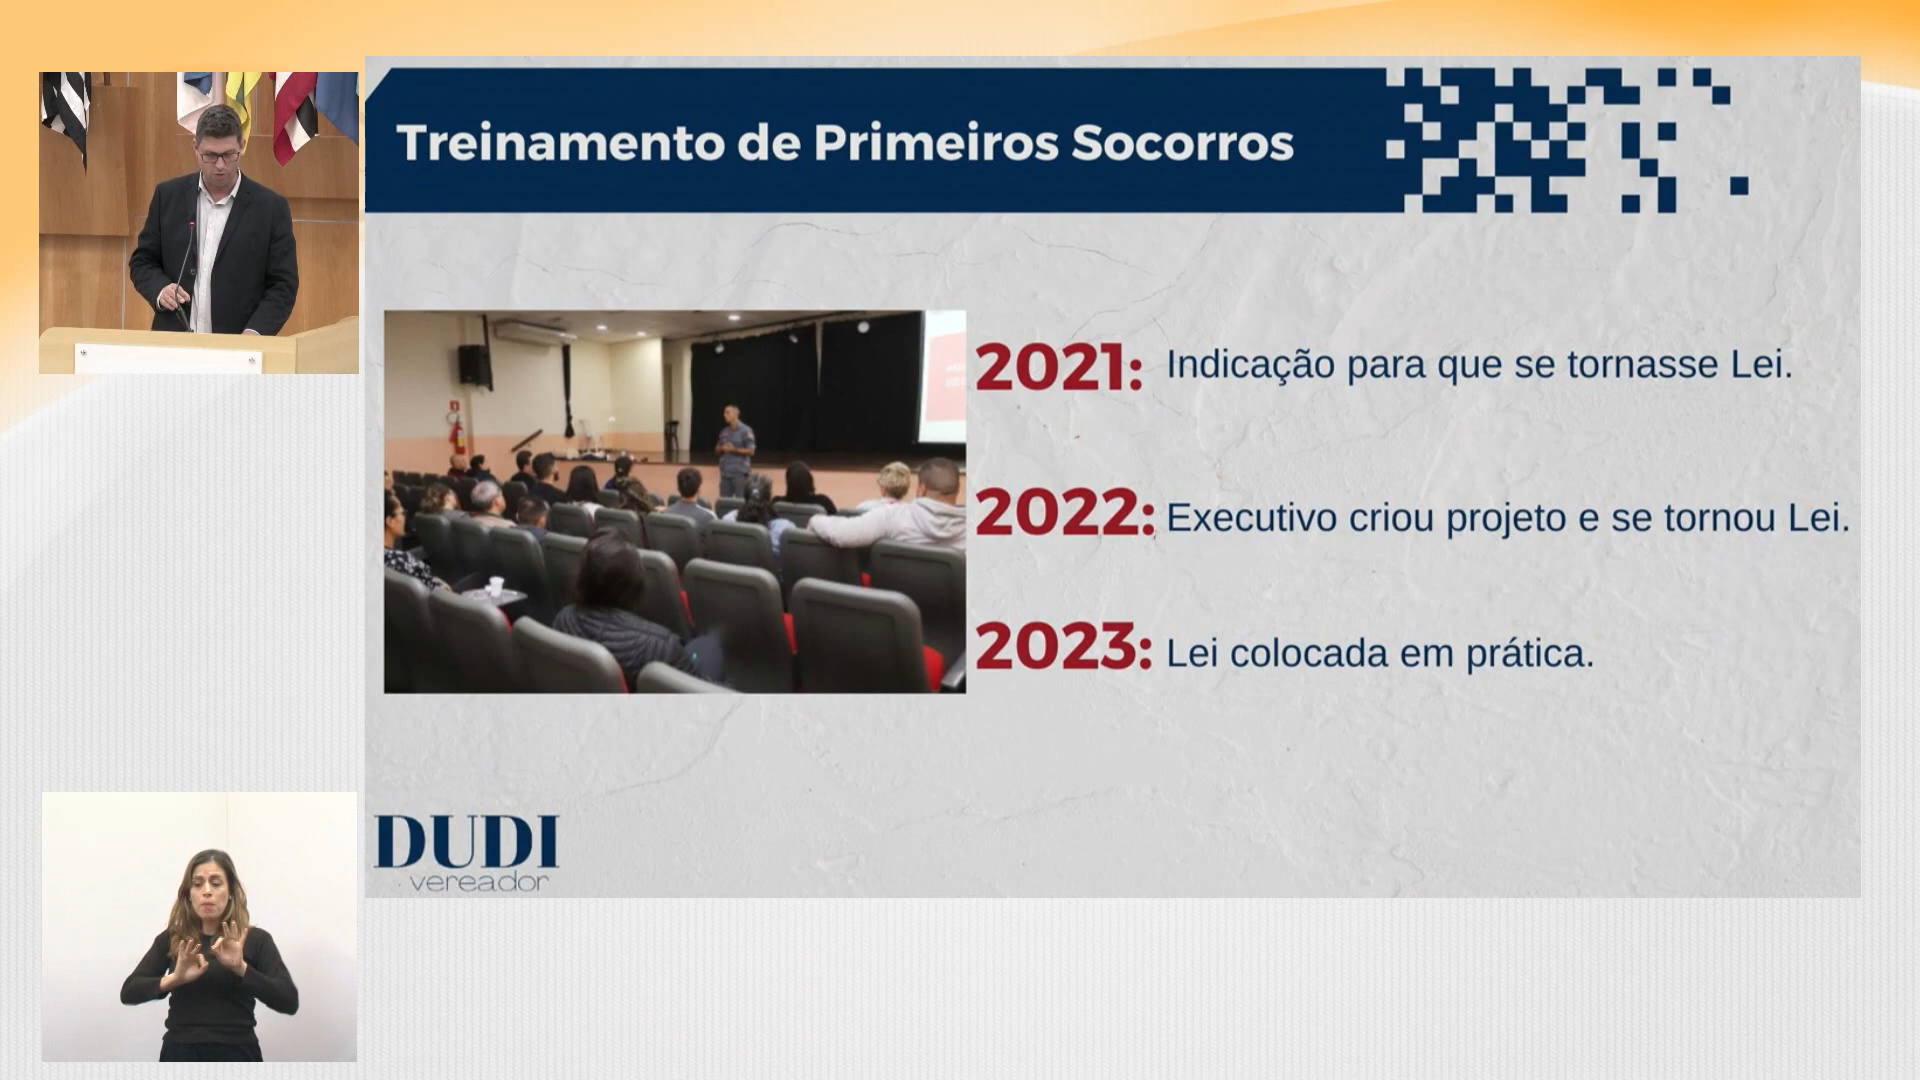 Treinamento de Primeiros Socorros
2021: Indicação para que se tornasse Lei.
2022: Executivo criou projeto e se tornou Lei.
2023: Lei colocada em prática.
DUDI
vereador